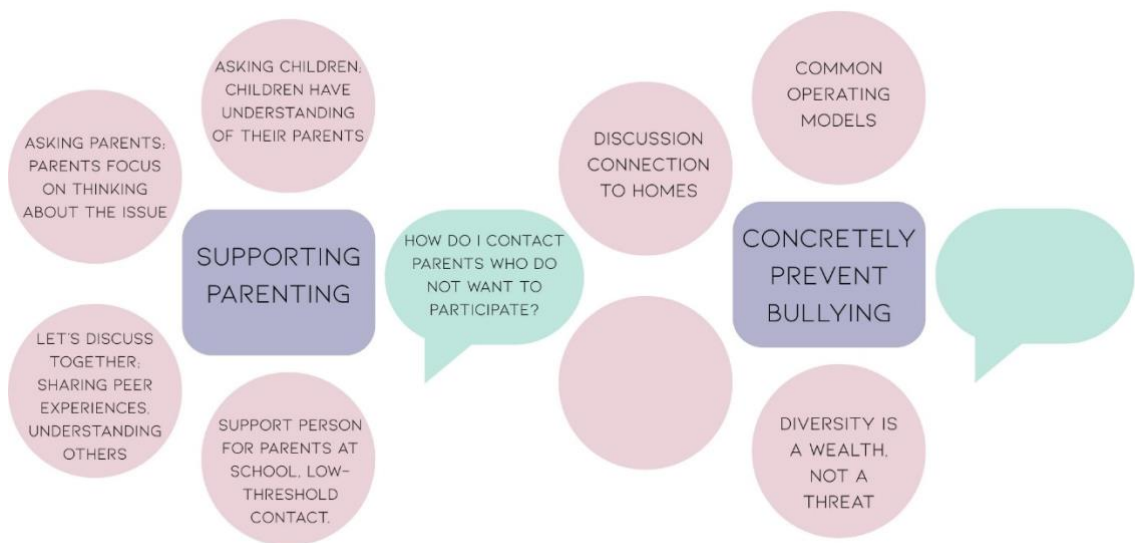 ASKING CHILDREN;
CHILDREN HAVE
UNDERSTANDING
OF THEIR PARENTS
ASKING PARENTS;
PARENTS FOCUS
ON THINKING
ABOUT THE ISSUE
SUPPORTING
PARENTING
HOW DO I CONTACT
PARENTS WHO DO
NOT WANT TO
PARTICIPATE?
LET'S DISCUSS
TOGETHER;
SHARING PEER
EXPERIENCES,
UNDERSTANDING
OTHERS
SUPPORT PERSON
FOR PARENTS AT
SCHOOL, LOW-
THRESHOLD
CONTACT.
COMMON
OPERATING
MODELS
DISCUSSION
CONNECTION
TO HOMES
CONCRETELY
PREVENT
BULLYING
DIVERSITY IS
A WEALTH,
NOT A
THREAT